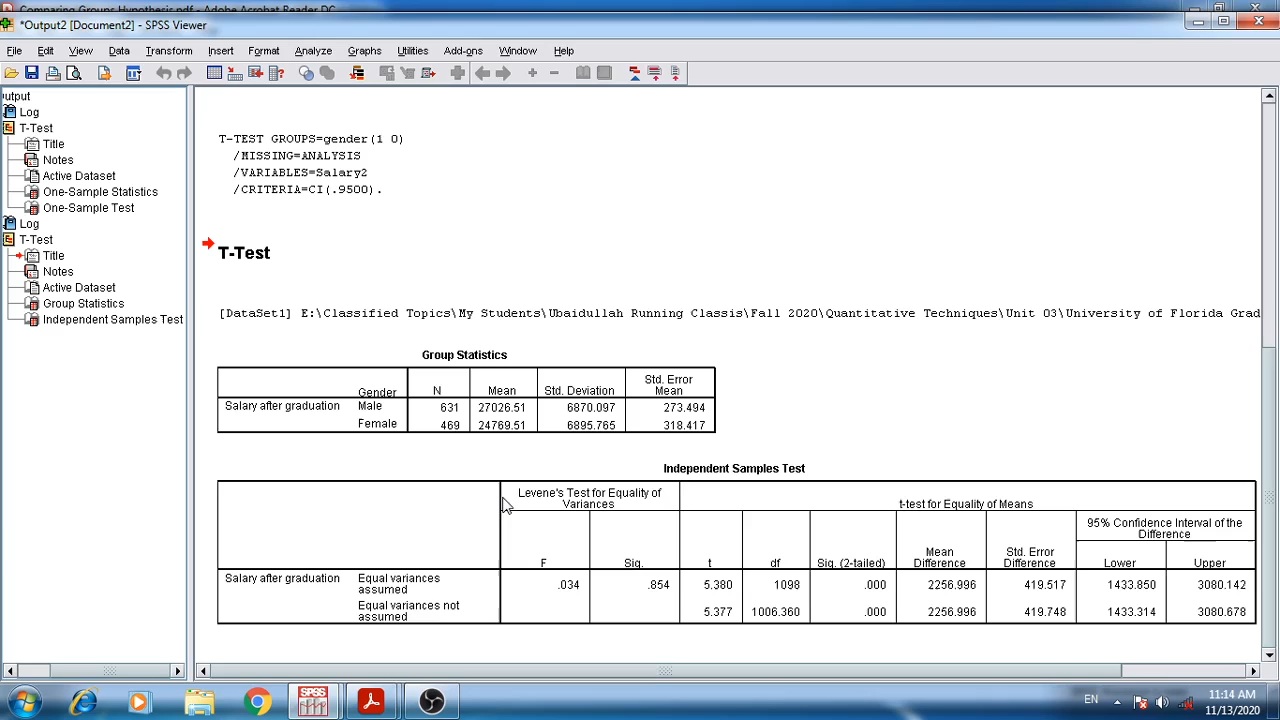 Comparing Groups Hypothesis.pdf - Adobe Acrobat Reader DC
*Output2 [Document2] - SPSS Viewer
File Edit View Data Transform Insert Format Analyze Graphs Utilities Add-ons Window Help
utput
Log
T-Test
Title
Notes
Active Dataset
One-Sample Statistics
One-Sample Test
Log
T-Test
Title
Notes
Active Dataset
Group Statistics
Independent Samples Test
T-TEST GROUPS=gender(1 0)
/MISSING=ANALYSIS
/VARIABLES=Salary2
/CRITERIA=CI(.9500).
T-Test
[DataSet1] E:\Classified Topics\My Students\Ubaidullah Running Classis\Fall 2020\Quantitative Techniques\Unit 03\University of Florida Grad
Group Statistics
Gender N Mean Std. Deviation Std. Error Mean
Salary after graduation Male 631 27026.51 6870.097 273.494
Female 469 24769.51 6895.765 318.417
Independent Samples Test
Levene's Test for Equality of Variances t-test for Equality of Means
95% Confidence Interval of the Difference
F Sig. t df Sig. (2-tailed) Mean Difference Std. Error Difference Lower Upper
Salary after graduation Equal variances assumed .034 .854 5.380 1098 .000 2256.996 419.517 1433.850 3080.142
Equal variances not assumed 5.377 1006.360 .000 2256.996 419.748 1433.314 3080.678
SPSS
EN
11:14 AM
11/13/2020